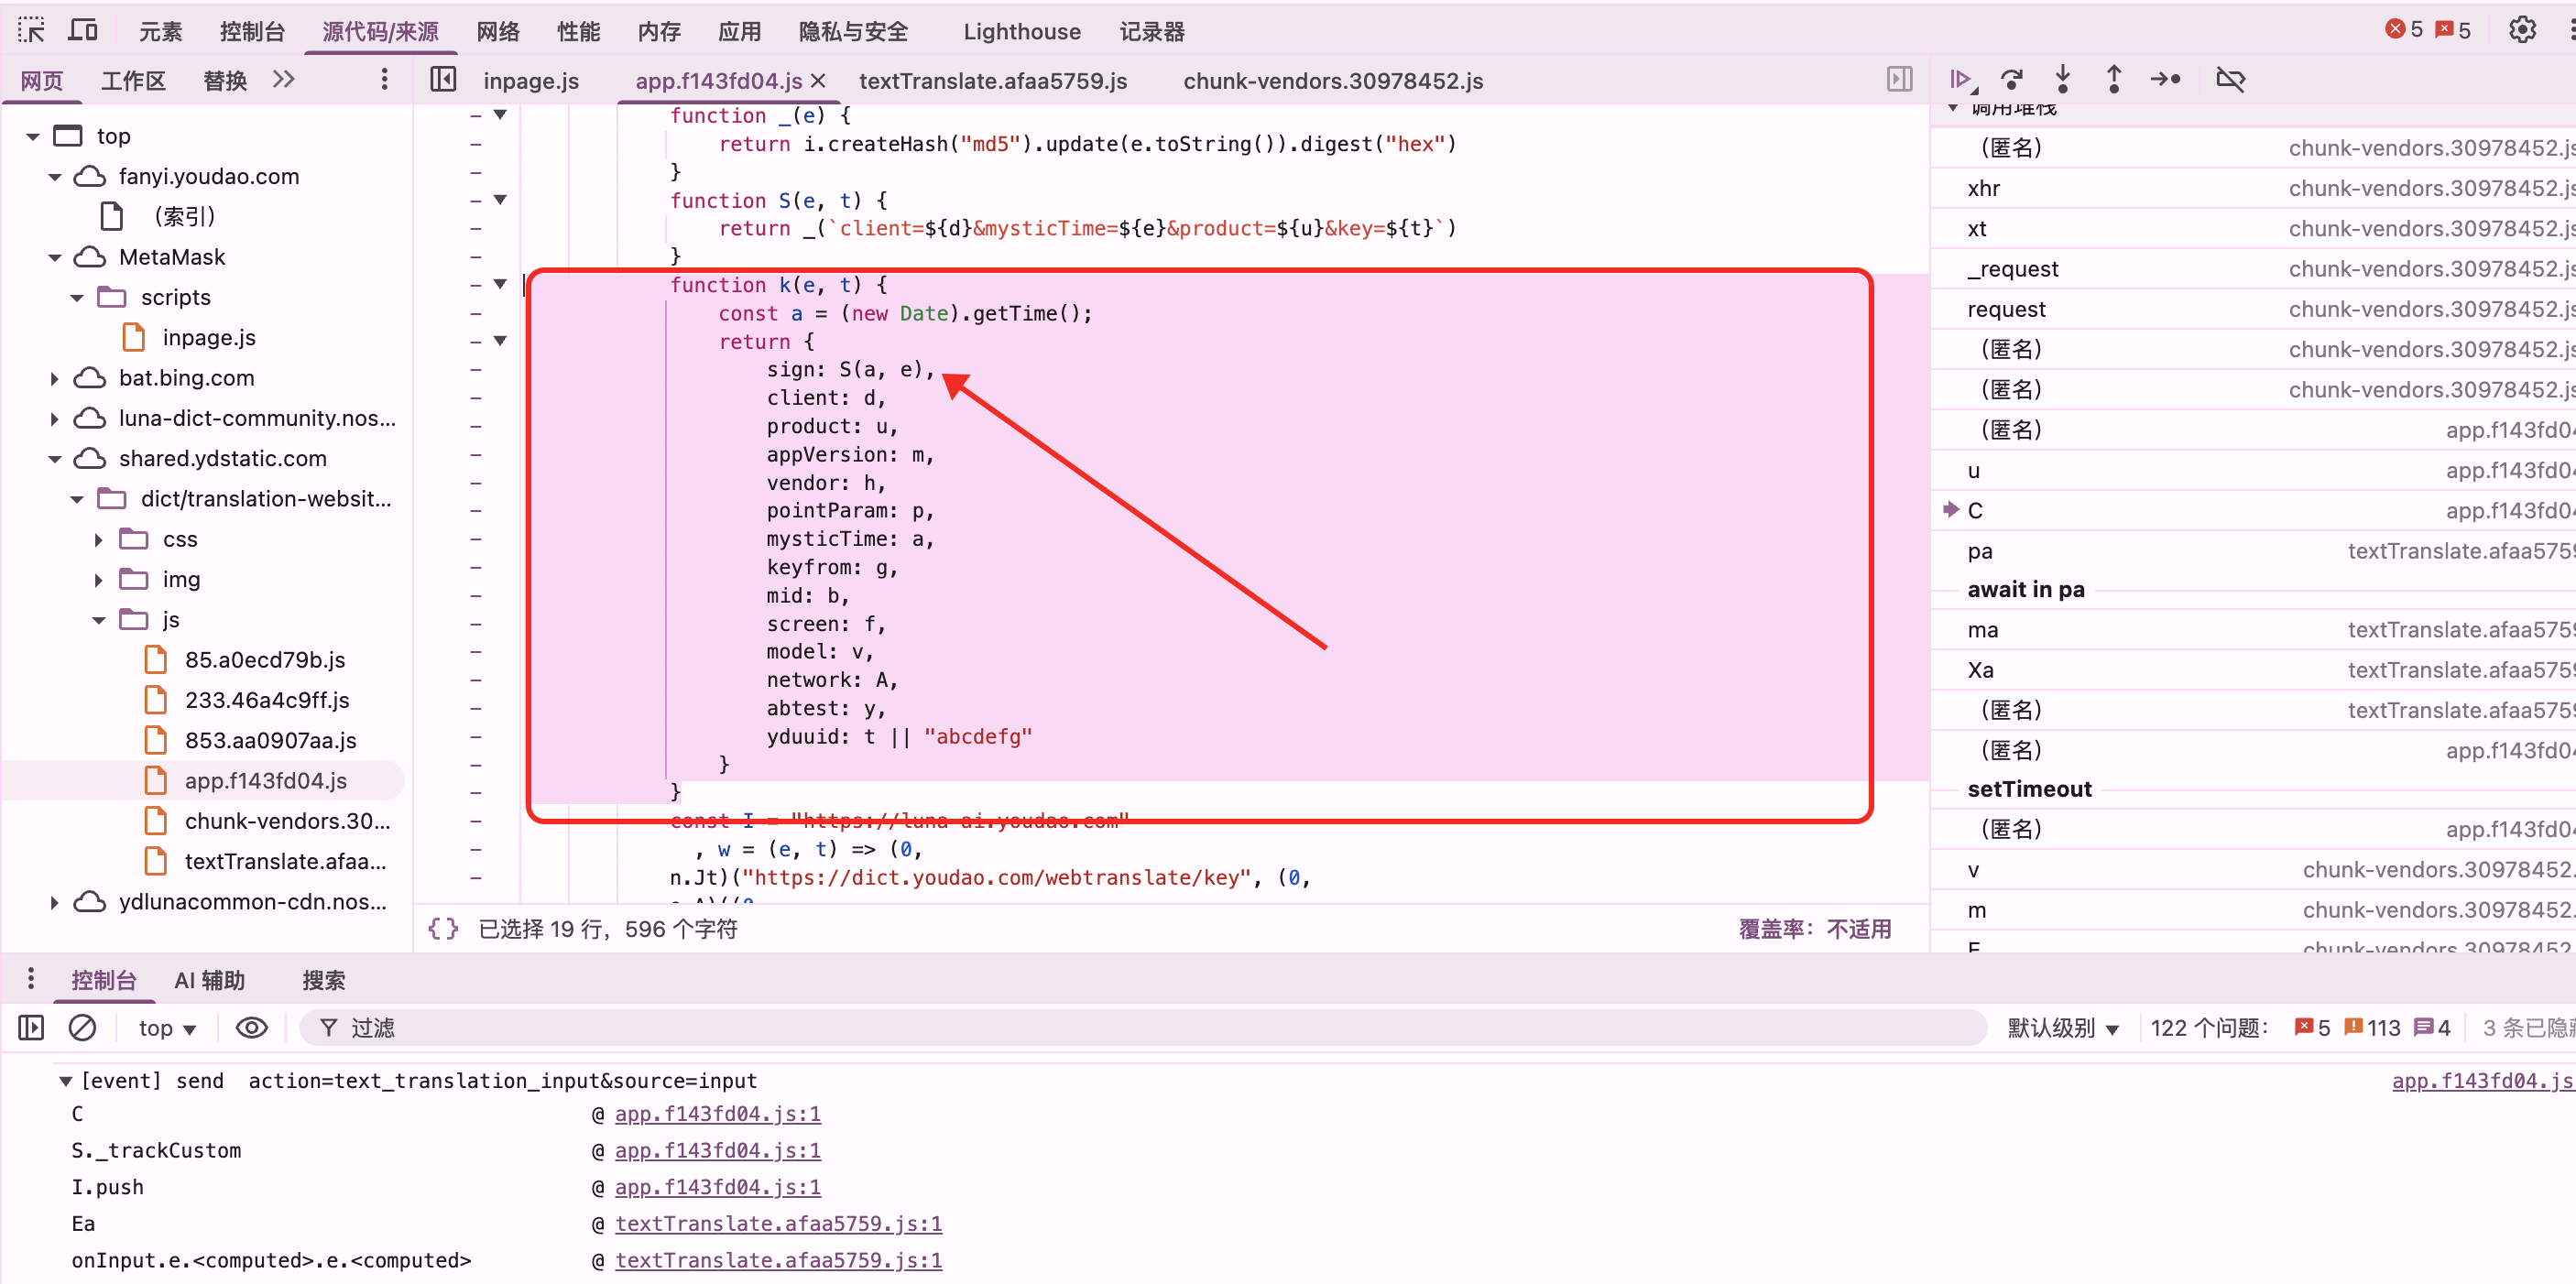 元素 控制台 源代码/来源 网络 性能 内存 应用 隐私与安全 Lighthouse 记录器 5 5
网页 工作区 替换
inpage.js app.f143fd04.js textTranslate.afaa5759.js chunk-vendors.30978452.js
top
fanyi.youdao.com
(索引)
MetaMask
scripts
inpage.js
bat.bing.com
luna-dict-community.nos...
shared.ydstatic.com
dict/translation-websit...
css
img
js
85.a0ecd79b.js
233.46a4c9ff.js
853.aa0907aa.js
app.f143fd04.js
chunk-vendors.30...
textTranslate.afaa...
ydlunacommon-cdn.nos...
function _(e) {
return i.createHash("md5").update(e.toString()).digest("hex")
}
function S(e, t) {
return _(`client=${d}&mysticTime=${e}&product=${u}&key=${t}`)
}
function k(e, t) {
const a = (new Date).getTime();
return {
sign: S(a, e),
client: d,
product: u,
appVersion: m,
vendor: h,
pointParam: p,
mysticTime: a,
keyfrom: g,
mid: b,
screen: f,
model: v,
network: A,
abtest: y,
yduuid: t || "abcdefg"
}
}
const I = "https://luna-ai.youdao.com"
, w = (e, t) => (0,
n.Jt)("https://dict.youdao.com/webtranslate/key", (0,
{} 已选择 19 行，596 个字符 覆盖率：不适用
调用堆栈
(匿名) chunk-vendors.30978452.js
xhr chunk-vendors.30978452.js
xt chunk-vendors.30978452.js
_request chunk-vendors.30978452.js
request chunk-vendors.30978452.js
(匿名) chunk-vendors.30978452.js
(匿名) chunk-vendors.30978452.js
(匿名) app.f143fd04
u app.f143fd04
C app.f143fd04
pa textTranslate.afaa5759
await in pa
ma textTranslate.afaa5759
Xa textTranslate.afaa5759
(匿名) textTranslate.afaa5759
(匿名) app.f143fd04
setTimeout
(匿名) app.f143fd04
v chunk-vendors.30978452.
m chunk-vendors.30978452.
chunk-vendors.30978452
控制台 AI 辅助 搜索
top 过滤 默认级别 122 个问题： 5 113 4 3 条已隐
[event] send action=text_translation_input&source=input app.f143fd04.js
C @ app.f143fd04.js:1
S._trackCustom @ app.f143fd04.js:1
I.push @ app.f143fd04.js:1
Ea @ textTranslate.afaa5759.js:1
onInput.e.<computed>.e.<computed> @ textTranslate.afaa5759.js:1